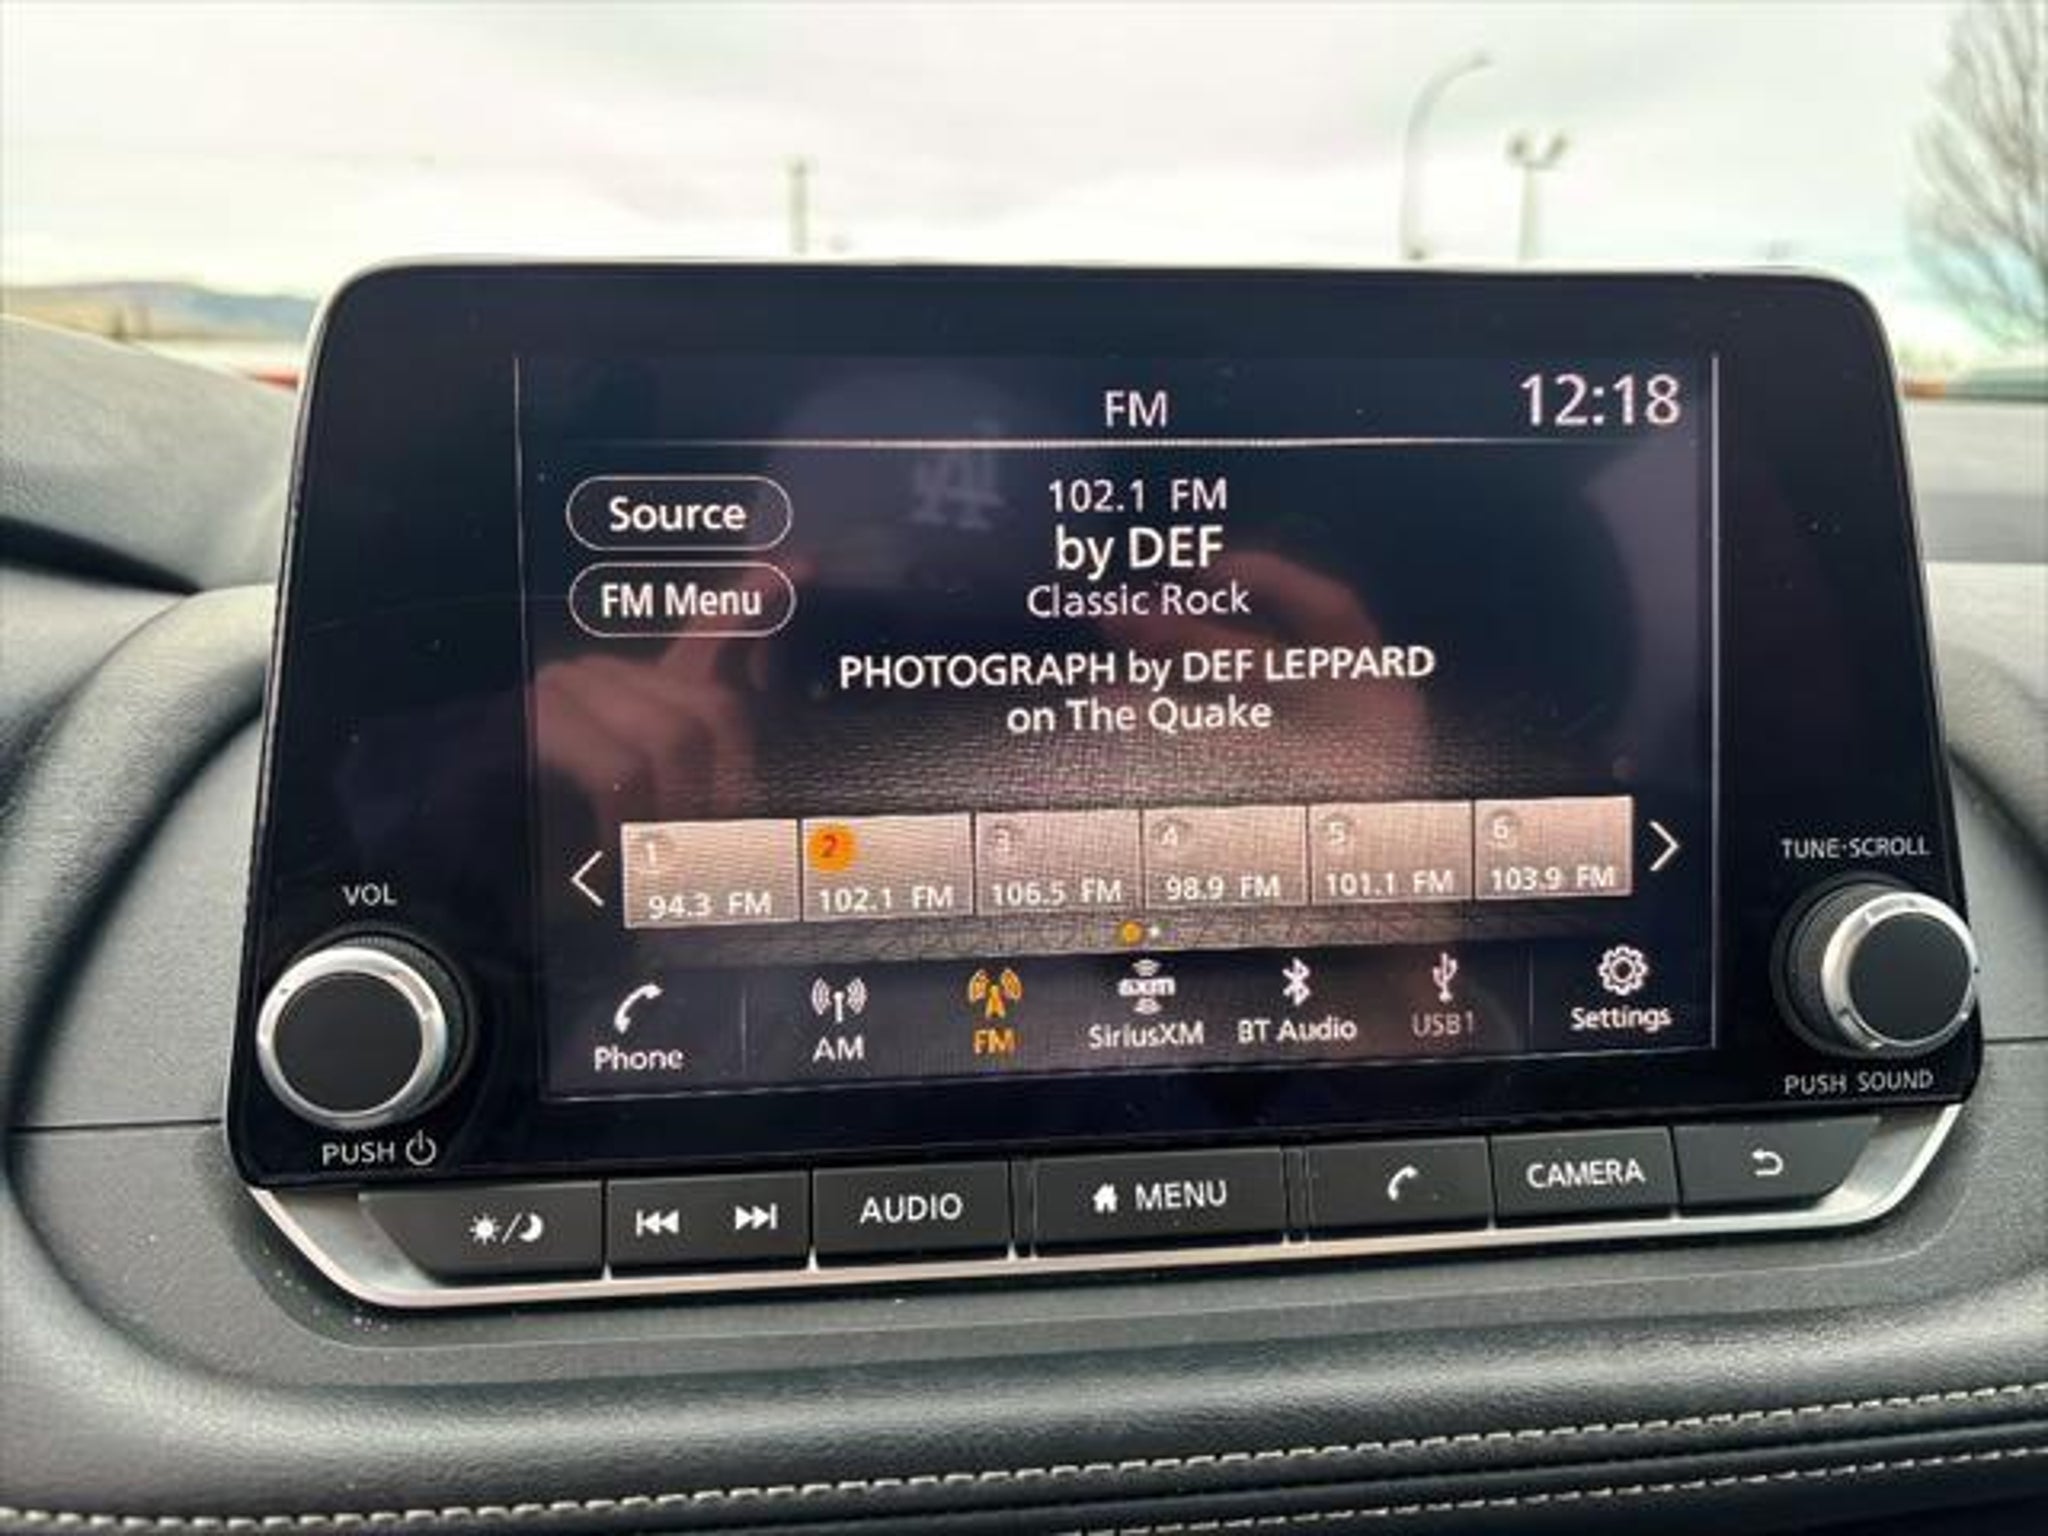 FM
12:18
Source
102.1 FM
by DEF
FM Menu
Classic Rock
PHOTOGRAPH by DEF LEPPARD
on The Quake
1
2
3
4
5
6
94.3 FM
102.1 FM
106.5 FM
98.9 FM
101.1 FM
103.9 FM
VOL
TUNE·SCROLL
Phone
AM
FM
sxm
SiriusXM
BT Audio
USB1
Settings
PUSH
PUSH SOUND
AUDIO
MENU
CAMERA